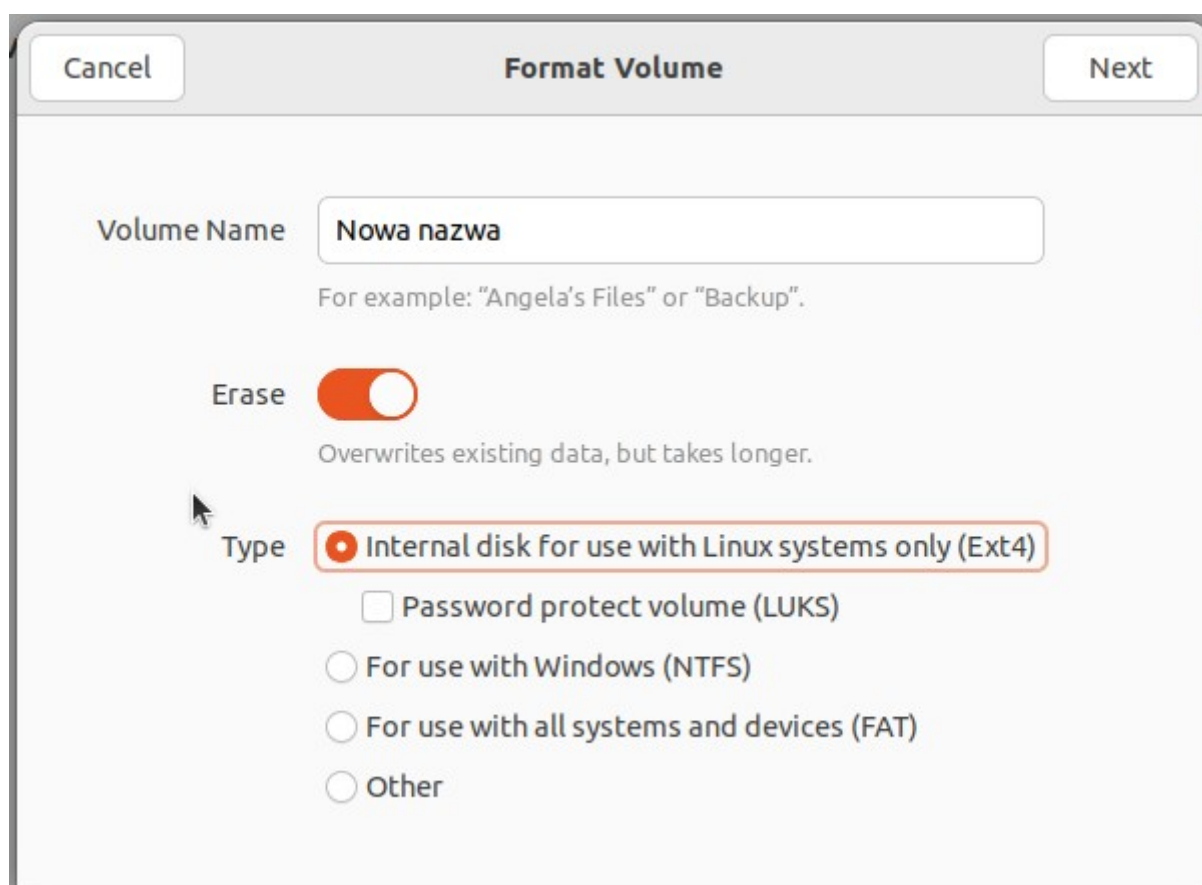 Cancel
Format Volume
Next
Volume Name
Nowa nazwa
For example: “Angela’s Files” or “Backup”.
Erase
Overwrites existing data, but takes longer.
Type
Internal disk for use with Linux systems only (Ext4)
Password protect volume (LUKS)
For use with Windows (NTFS)
For use with all systems and devices (FAT)
Other